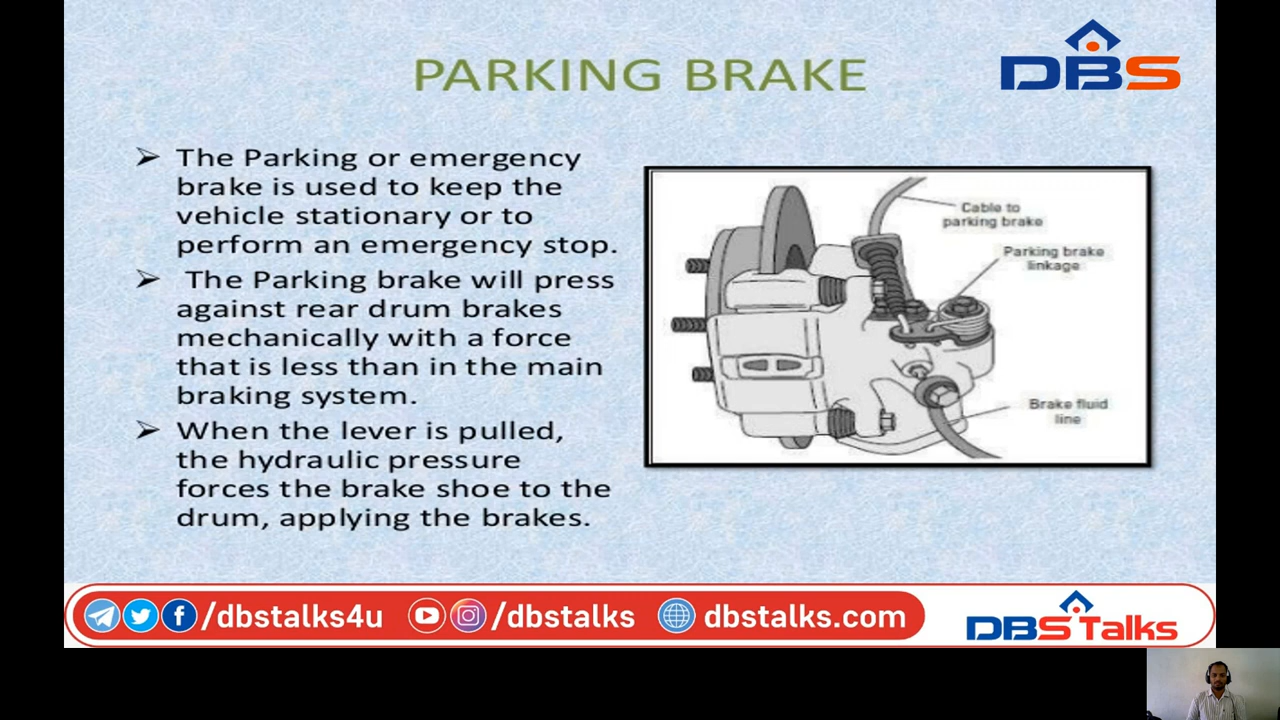 PARKING BRAKE
DBS
➢ The Parking or emergency
brake is used to keep the
vehicle stationary or to
perform an emergency stop.
➢ The Parking brake will press
against rear drum brakes
mechanically with a force
that is less than in the main
braking system.
➢ When the lever is pulled,
the hydraulic pressure
forces the brake shoe to the
drum, applying the brakes.
Cable to
parking brake
Parking brake
linkage
Brake fluid
line
/dbstalks4u /dbstalks dbstalks.com
DBS Talks